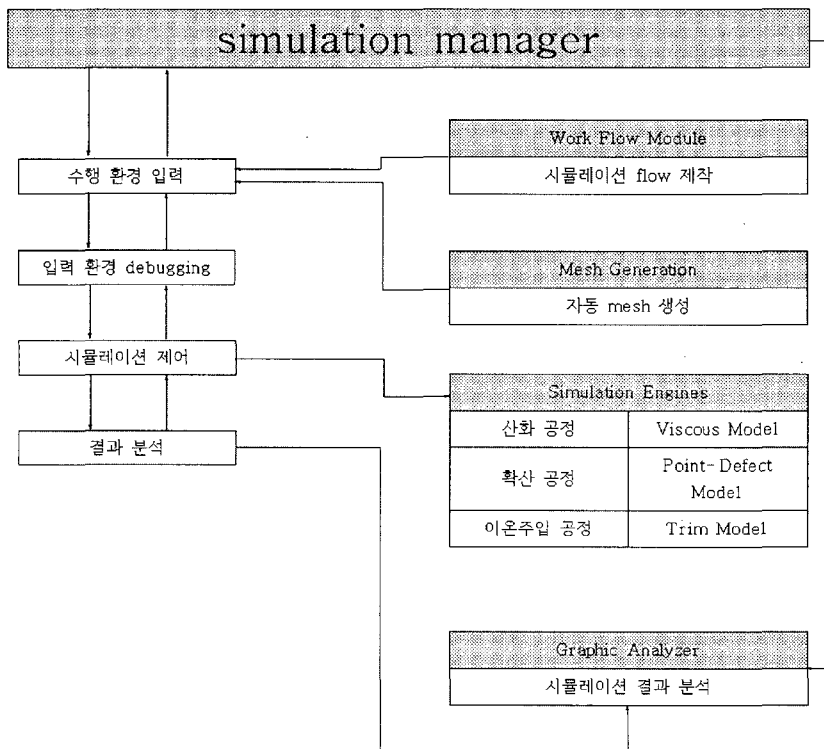 simulation manager
수행 환경 입력
입력 환경 debugging
시뮬레이션 제어
결과 분석
Work Flow Module
시뮬레이션 flow 제작
Mesh Generation
자동 mesh 생성
Simulation Engines
산화 공정 Viscous Model
확산 공정 Point-Defect
Model
이온주입 공정 Trim Model
Graphic Analyzer
시뮬레이션 결과 분석